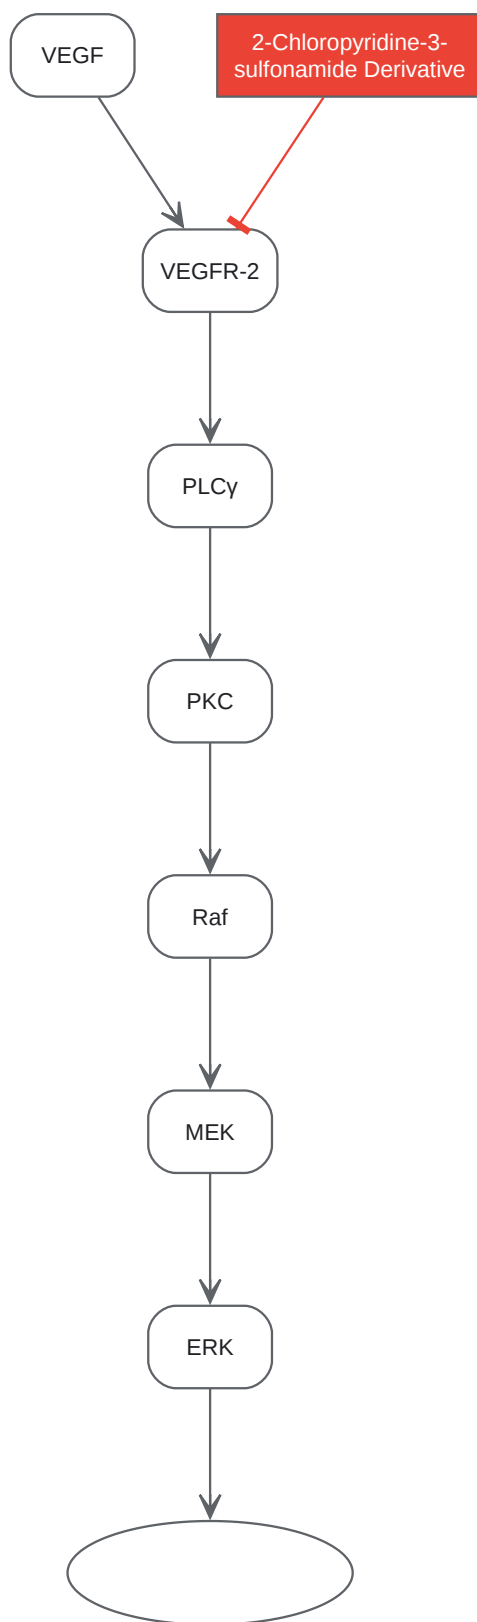 VEGF
2-Chloropyridine-3-
sulfonamide Derivative
VEGFR-2
PLCγ
PKC
Raf
MEK
ERK